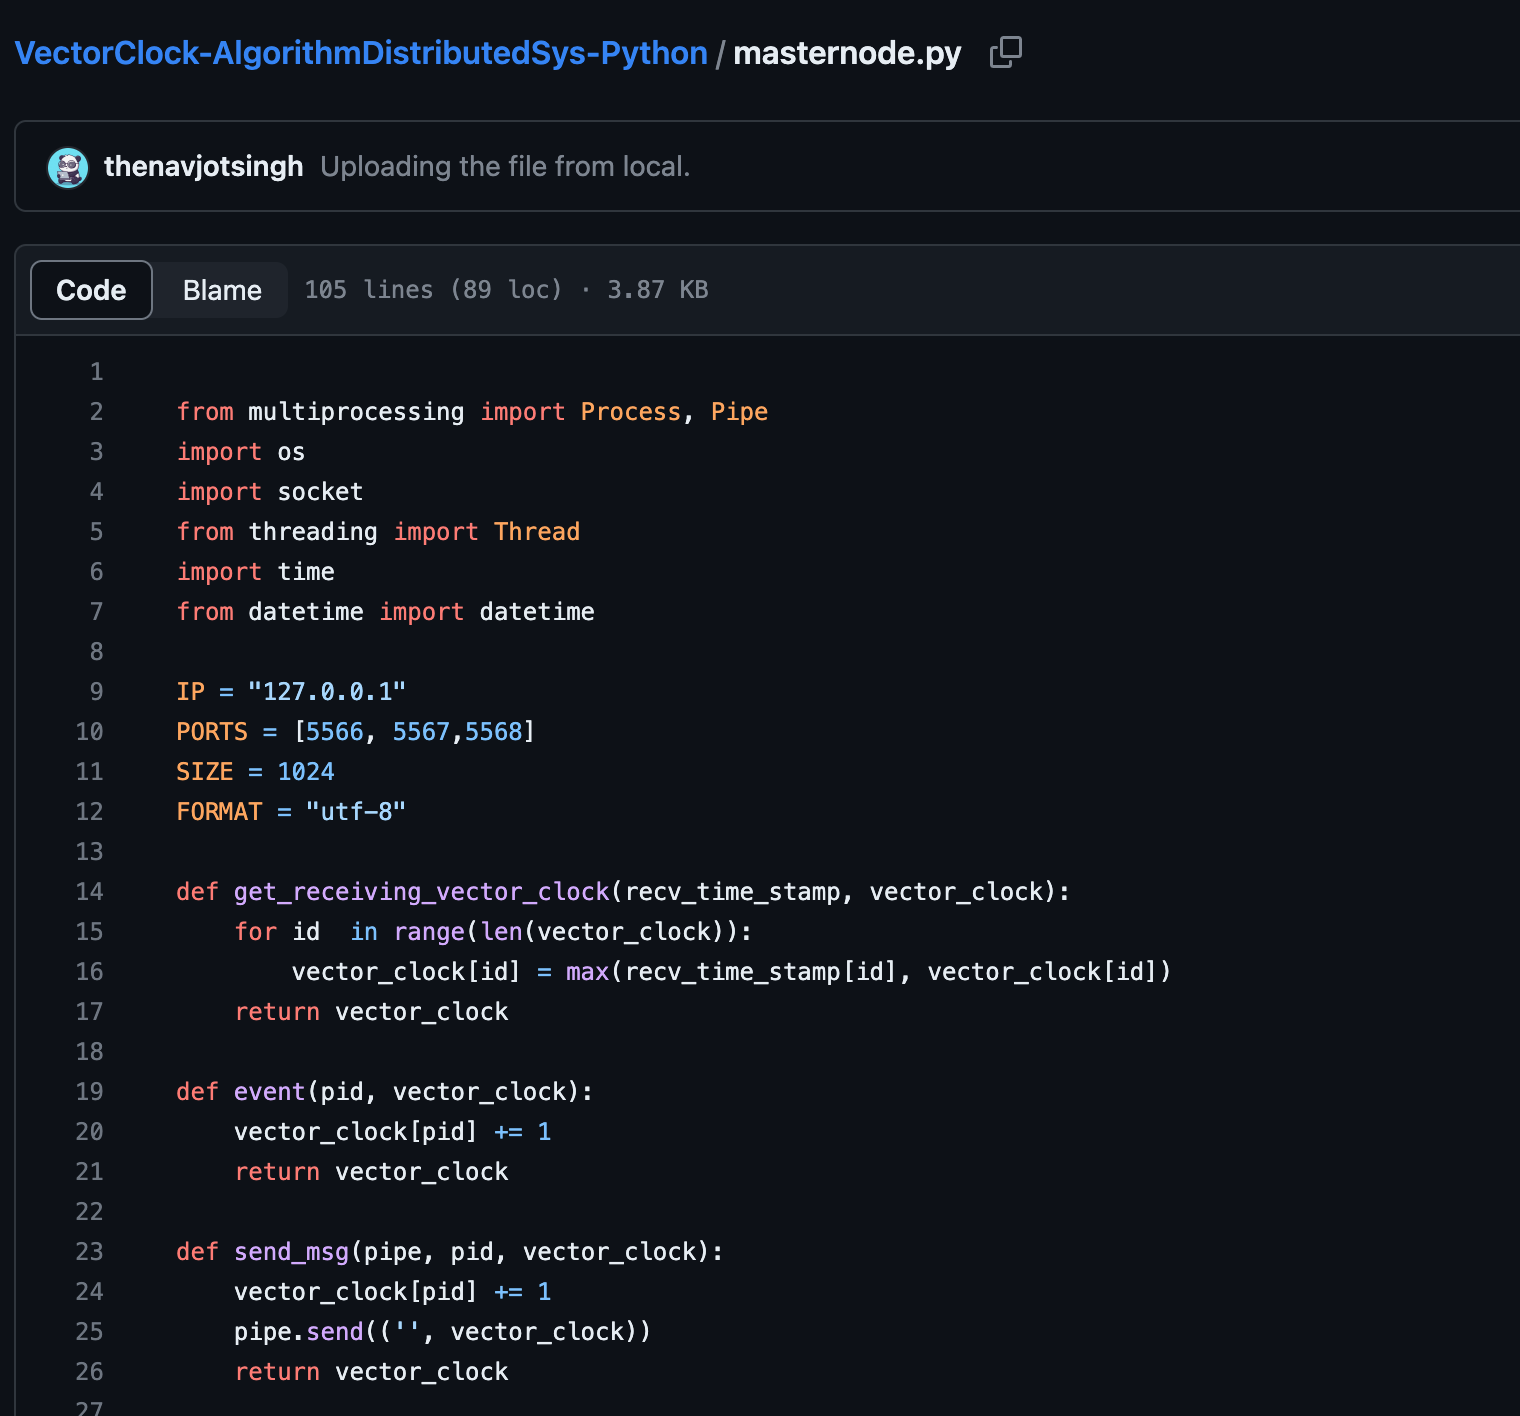 VectorClock-AlgorithmDistributedSys-Python / masternode.py
thenavjotsingh Uploading the file from local.
Code Blame 105 lines (89 loc) · 3.87 KB
1
2 from multiprocessing import Process, Pipe
3 import os
4 import socket
5 from threading import Thread
6 import time
7 from datetime import datetime
8
9 IP = "127.0.0.1"
10 PORTS = [5566, 5567,5568]
11 SIZE = 1024
12 FORMAT = "utf-8"
13
14 def get_receiving_vector_clock(recv_time_stamp, vector_clock):
15     for id  in range(len(vector_clock)):
16         vector_clock[id] = max(recv_time_stamp[id], vector_clock[id])
17     return vector_clock
18
19 def event(pid, vector_clock):
20     vector_clock[pid] += 1
21     return vector_clock
22
23 def send_msg(pipe, pid, vector_clock):
24     vector_clock[pid] += 1
25     pipe.send(('', vector_clock))
26     return vector_clock
27